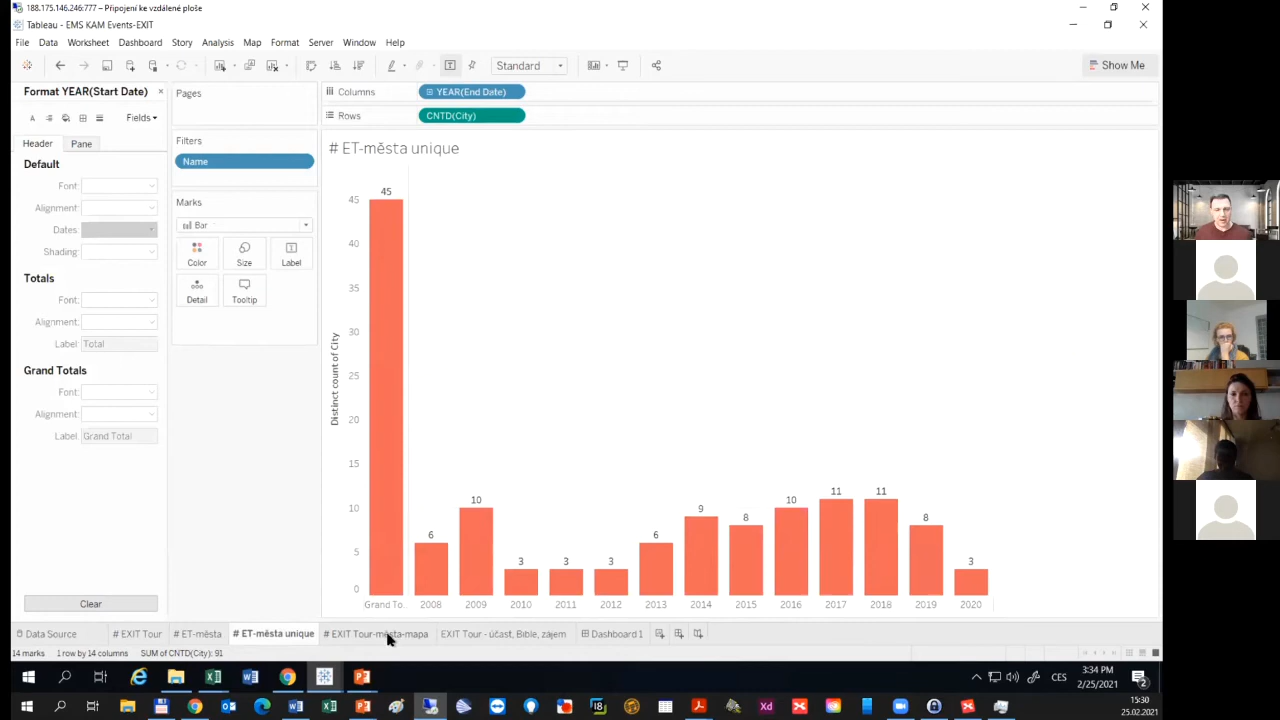 188.175.146.246:777 – Připojení ke vzdálené ploše
Tableau - EMS KAM Events-EXIT
File Data Worksheet Dashboard Story Analysis Map Format Server Window Help
Standard
Show Me
Format YEAR(Start Date)
Fields
Header Pane
Default
Font:
Alignment:
Dates:
Shading:
Totals
Font:
Alignment:
Label: Total
Grand Totals
Font:
Alignment:
Label: Grand Total
Clear
Pages
Filters
Name
Marks
Bar
Color Size Label
Detail Tooltip
Columns YEAR(End Date)
Rows CNTD(City)
# ET-města unique
Distinct count of City
45
40
35
30
25
20
15
10
5
0
45 6 10 3 3 3 6 9 8 10 11 11 8 3
Grand To.. 2008 2009 2010 2011 2012 2013 2014 2015 2016 2017 2018 2019 2020
Data Source # EXIT Tour # ET-města # ET-města unique # EXIT Tour-města-mapa EXIT Tour - účast, Bible, zájem Dashboard 1
14 marks 1 row by 14 columns SUM of CNTD(City): 91
CES
3:34 PM
2/25/2021
2
15:30
25.02.2021